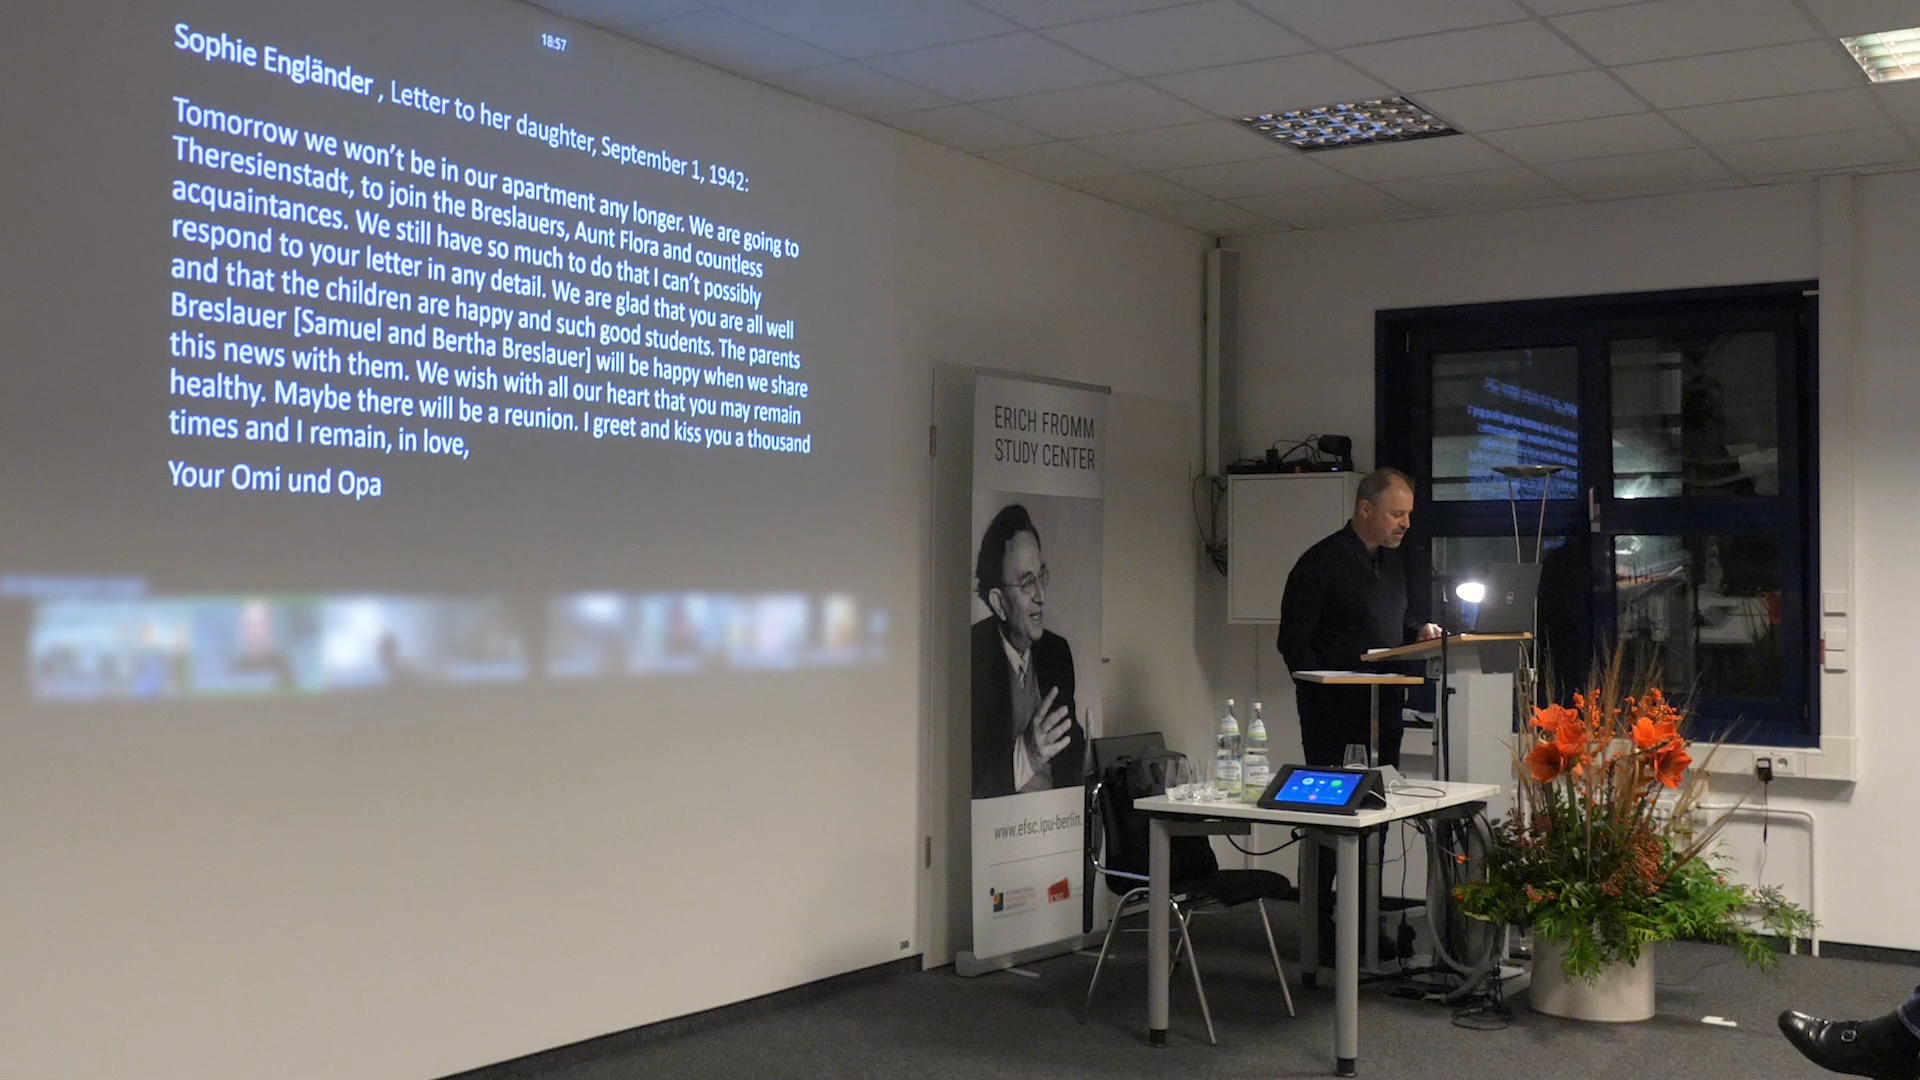 18:57
Sophie Engländer , Letter to her daughter, September 1, 1942:
Tomorrow we won't be in our apartment any longer. We are going to
Theresienstadt, to join the Breslauers, Aunt Flora and countless
acquaintances. We still have so much to do that I can't possibly
respond to your letter in any detail. We are glad that you are all well
and that the children are happy and such good students. The parents
Breslauer [Samuel and Bertha Breslauer] will be happy when we share
this news with them. We wish with all our heart that you may remain
healthy. Maybe there will be a reunion. I greet and kiss you a thousand
times and I remain, in love,
Your Omi und Opa
ERICH FROMM
STUDY CENTER
www.efsc.ipu-berlin.